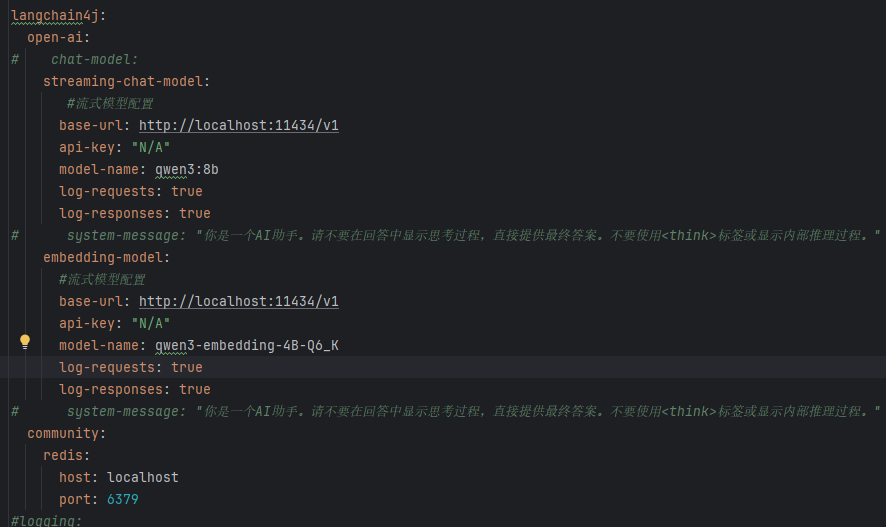 langchain4j:
  open-ai:
#    chat-model:
    streaming-chat-model:
       #流式模型配置
      base-url: http://localhost:11434/v1
      api-key: "N/A"
      model-name: qwen3:8b
      log-requests: true
      log-responses: true
#      system-message: "你是一个AI助手。请不要在回答中显示思考过程，直接提供最终答案。不要使用<think>标签或显示内部推理过程。"
    embedding-model:
      #流式模型配置
      base-url: http://localhost:11434/v1
      api-key: "N/A"
      model-name: qwen3-embedding-4B-Q6_K
      log-requests: true
      log-responses: true
#      system-message: "你是一个AI助手。请不要在回答中显示思考过程，直接提供最终答案。不要使用<think>标签或显示内部推理过程。"
  community:
    redis:
      host: localhost
      port: 6379
#logging: